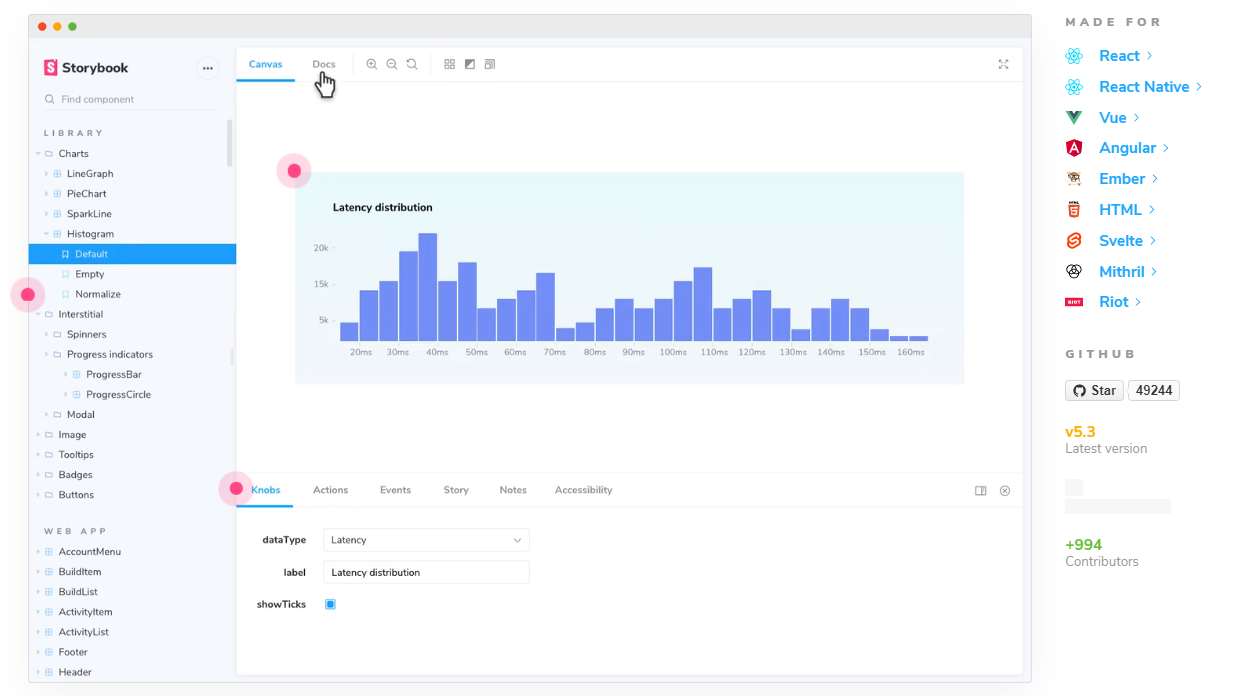 Storybook
Find component
LIBRARY
Charts
LineGraph
PieChart
SparkLine
Histogram
Default
Empty
Normalize
Interstitial
Spinners
Progress indicators
ProgressBar
ProgressCircle
Modal
Image
Tooltips
Badges
Buttons
WEB APP
AccountMenu
BuildItem
BuildList
ActivityItem
ActivityList
Footer
Header
Canvas Docs
Latency distribution
20k
15k
5k
20ms 30ms 40ms 50ms 60ms 70ms 80ms 90ms 100ms 110ms 120ms 130ms 140ms 150ms 160ms
Knobs Actions Events Story Notes Accessibility
dataType Latency
label Latency distribution
showTicks
MADE FOR
React
React Native
Vue
Angular
Ember
HTML
Svelte
Mithril
RIOT Riot
GITHUB
Star 49244
v5.3
Latest version
+994
Contributors